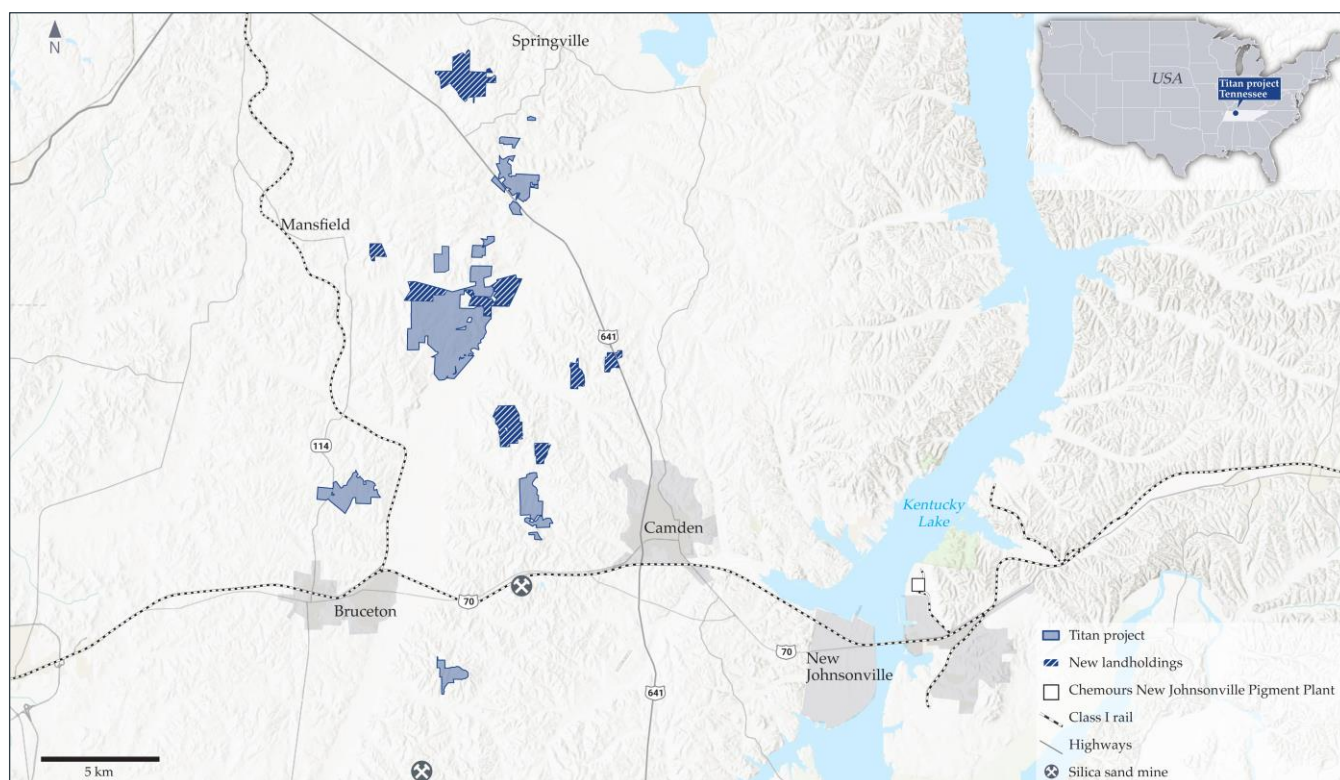 N
Springville
USA
Titan project
Tennessee
Mansfield
641
114
Kentucky
Lake
Camden
70
Bruceton
New
Johnsonville
70
641
5 km
Titan project
New landholdings
Chemours New Johnsonville Pigment Plant
Class I rail
Highways
Silica sand mine